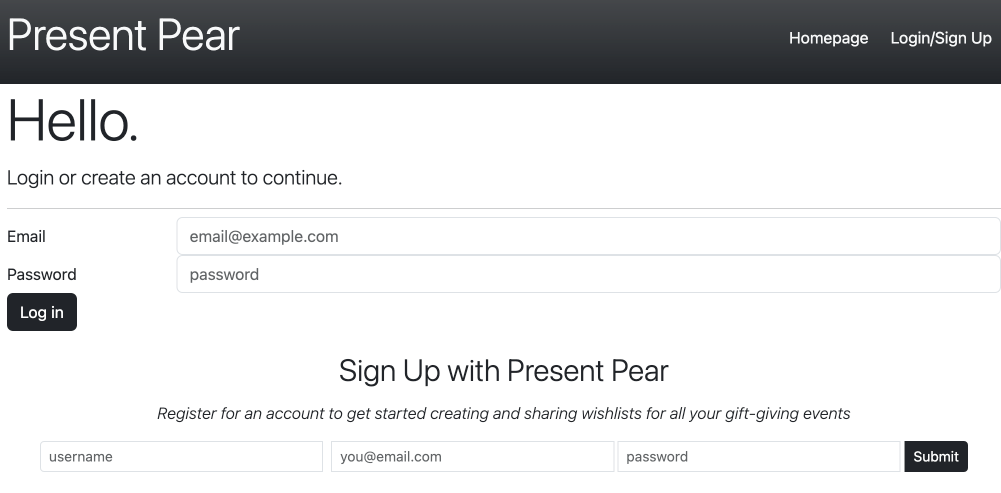 Present Pear
Homepage Login/Sign Up
Hello.
Login or create an account to continue.
Email email@example.com
Password password
Log in
Sign Up with Present Pear
Register for an account to get started creating and sharing wishlists for all your gift-giving events
username you@email.com password Submit